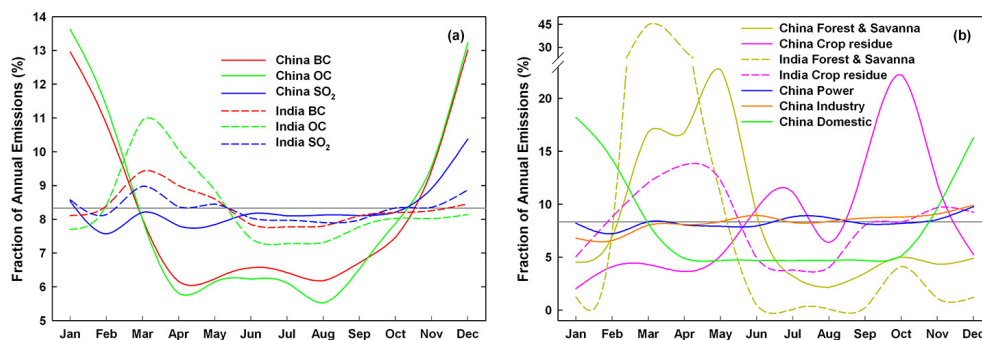 14
13
12
11
10
9
8
7
6
5
Fraction of Annual Emissions (%)
(a)
China BC
China OC
China SO2
India BC
India OC
India SO2
Jan Feb Mar Apr May Jun Jul Aug Sep Oct Nov Dec
45
30
20
15
10
5
0
Fraction of Annual Emissions (%)
(b)
China Forest & Savanna
China Crop residue
India Forest & Savanna
India Crop residue
China Power
China Industry
China Domestic
Jan Feb Mar Apr May Jun Jul Aug Sep Oct Nov Dec